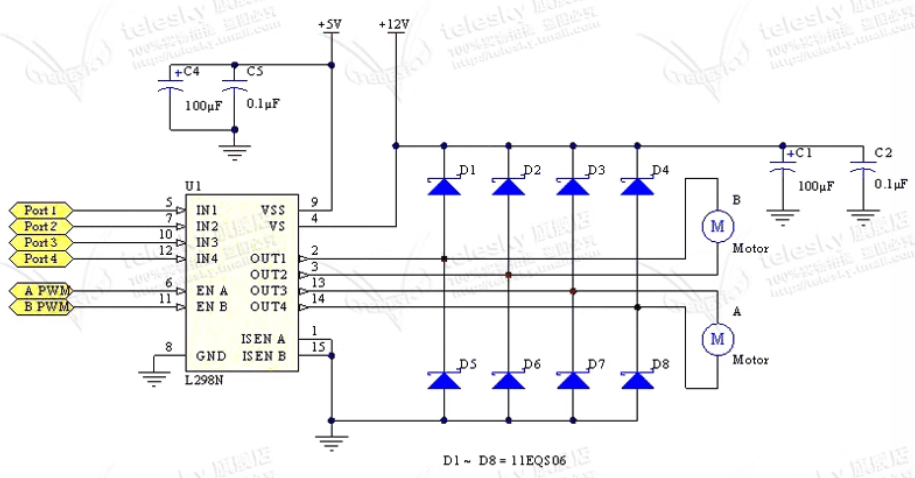 +5V
+12V
C4
C5
100µF
0.1µF
D1
D2
D3
D4
C1
C2
100µF
0.1µF
U1
Port 1
Port 2
Port 3
Port 4
A PWM
B PWM
5
7
10
12
6
11
8
IN1
IN2
IN3
IN4
EN A
EN B
GND
VSS
VS
OUT1
OUT2
OUT3
OUT4
ISEN A
ISEN B
9
4
2
3
13
14
1
15
L298N
B
M
Motor
A
M
Motor
D5
D6
D7
D8
D1 ~ D8 = 11EQS06
telesky 旗舰店